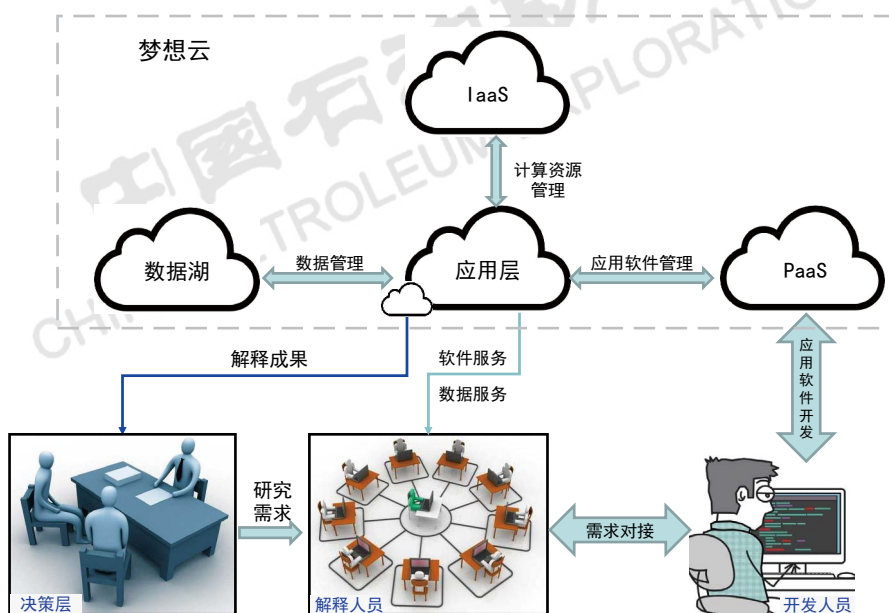 梦想云
IaaS
计算资源
管理
数据湖
数据管理
应用层
应用软件管理
PaaS
解释成果
软件服务
数据服务
应
用
软
件
开
发
研究
需求
需求对接
决策层
解释人员
开发人员